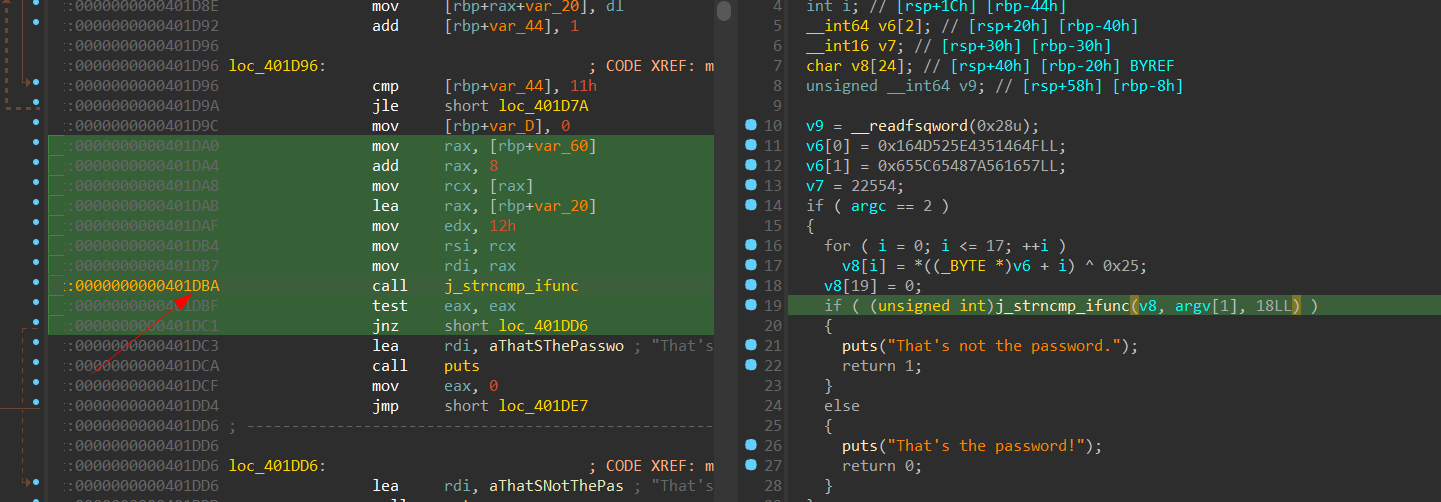 ::0000000000401D8E mov [rbp+rax+var_20], dl
::0000000000401D92 add [rbp+var_44], 1
::0000000000401D96
::0000000000401D96 loc_401D96: ; CODE XREF: m
::0000000000401D96 cmp [rbp+var_44], 11h
::0000000000401D9A jle short loc_401D7A
::0000000000401D9C mov [rbp+var_D], 0
::0000000000401DA0 mov rax, [rbp+var_60]
::0000000000401DA4 add rax, 8
::0000000000401DA8 mov rcx, [rax]
::0000000000401DAB lea rax, [rbp+var_20]
::0000000000401DAF mov edx, 12h
::0000000000401DB4 mov rsi, rcx
::0000000000401DB7 mov rdi, rax
::0000000000401DBA call j_strncmp_ifunc
::0000000000401DBF test eax, eax
::0000000000401DC1 jnz short loc_401DD6
::0000000000401DC3 lea rdi, aThatSThePasswo ; "That's
::0000000000401DCA call puts
::0000000000401DCF mov eax, 0
::0000000000401DD4 jmp short loc_401DE7
::0000000000401DD6 ; ----------------------------------------------------
::0000000000401DD6
::0000000000401DD6 loc_401DD6: ; CODE XREF: m
::0000000000401DD6 lea rdi, aThatSNotThePas ; "That's
4 int i; // [rsp+1Ch] [rbp-44h]
5 __int64 v6[2]; // [rsp+20h] [rbp-40h]
6 __int16 v7; // [rsp+30h] [rbp-30h]
7 char v8[24]; // [rsp+40h] [rbp-20h] BYREF
8 unsigned __int64 v9; // [rsp+58h] [rbp-8h]
9
10 v9 = __readfsqword(0x28u);
11 v6[0] = 0x164D525E4351464FLL;
12 v6[1] = 0x655C65487A561657LL;
13 v7 = 22554;
14 if ( argc == 2 )
15 {
16 for ( i = 0; i <= 17; ++i )
17 v8[i] = *((_BYTE *)v6 + i) ^ 0x25;
18 v8[19] = 0;
19 if ( (unsigned int)j_strncmp_ifunc(v8, argv[1], 18LL) )
20 {
21 puts("That's not the password.");
22 return 1;
23 }
24 else
25 {
26 puts("That's the password!");
27 return 0;
28 }